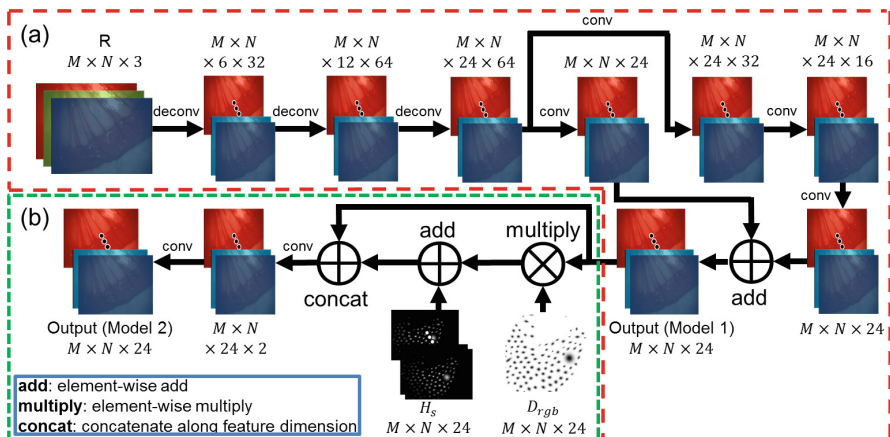 (a)
R
M × N × 3
deconv
M × N
× 6 × 32
deconv
M × N
× 12 × 64
deconv
M × N
× 24 × 64
conv
conv
M × N × 24
M × N
× 24 × 32
conv
M × N
× 24 × 16
conv
M × N × 24
add
Output (Model 1)
M × N × 24
(b)
multiply
D_rgb
M × N × 24
add
H_s
M × N × 24
concat
conv
M × N
× 24 × 2
conv
Output (Model 2)
M × N × 24
add: element-wise add
multiply: element-wise multiply
concat: concatenate along feature dimension